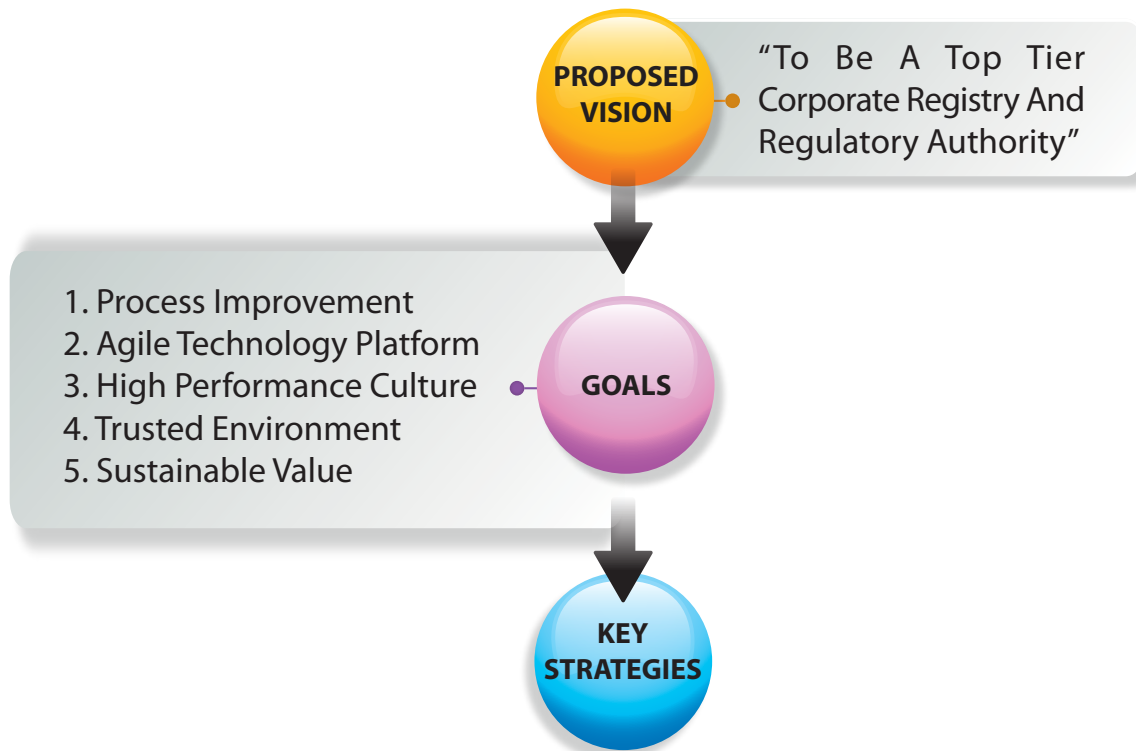 PROPOSED
VISION
“To Be A Top Tier
Corporate Registry And
Regulatory Authority”
1. Process Improvement
2. Agile Technology Platform
3. High Performance Culture
4. Trusted Environment
5. Sustainable Value
GOALS
KEY
STRATEGIES